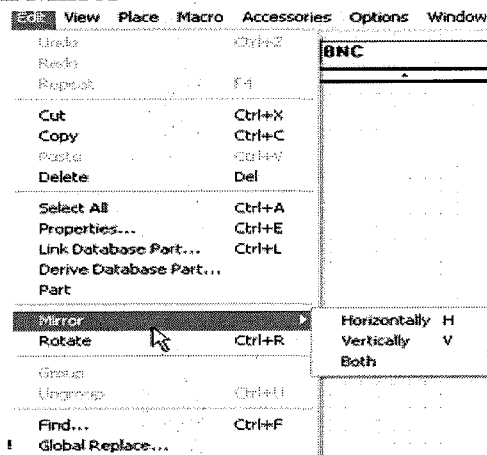 Edit View Place Macro Accessories Options Window
Undo Ctrl+Z
Redo
Repeat F4
BNC
Cut Ctrl+X
Copy Ctrl+C
Paste Ctrl+V
Delete Del
Select All Ctrl+A
Properties... Ctrl+E
Link Database Part... Ctrl+L
Derive Database Part...
Part
Mirror
Horizontally H
Vertically V
Both
Rotate Ctrl+R
Group
Ungroup Ctrl+U
Find... Ctrl+F
! Global Replace...